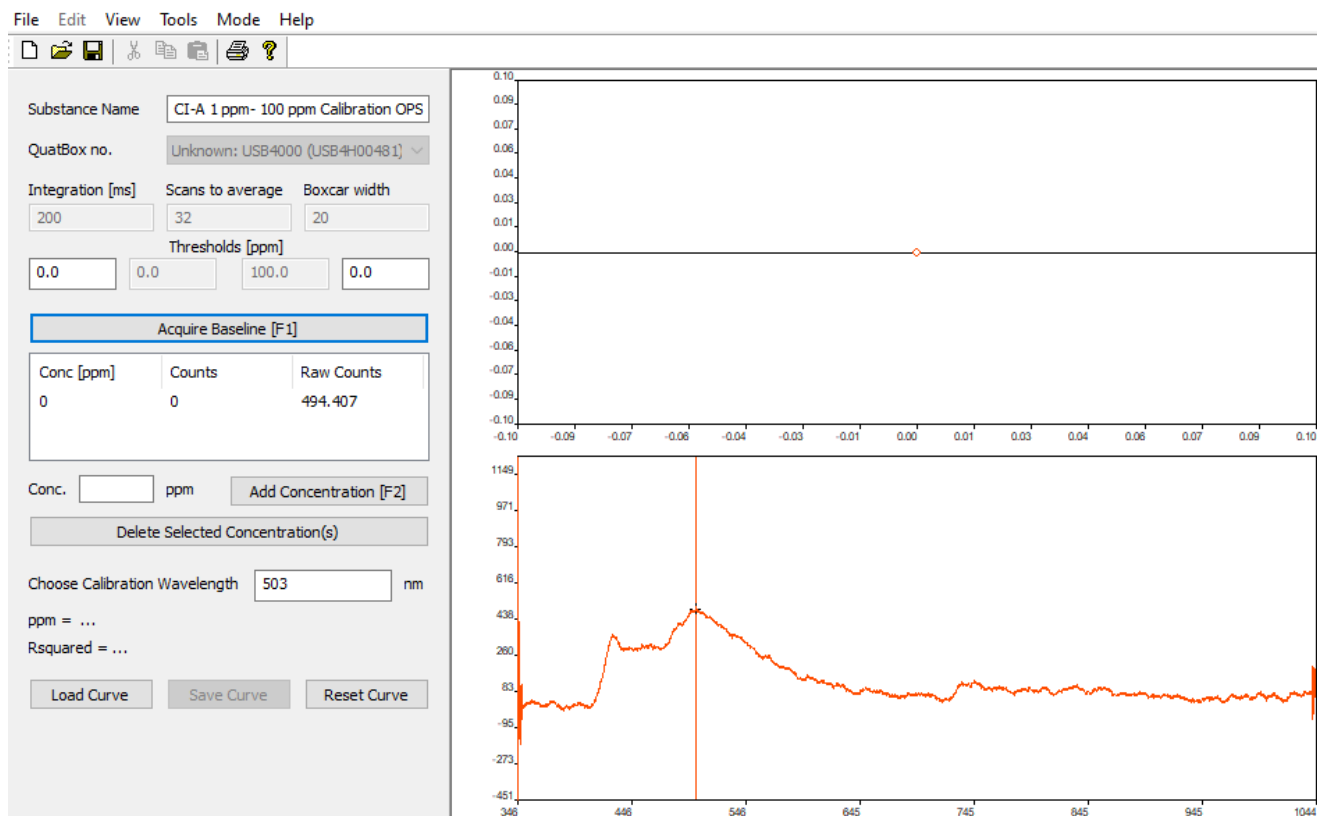 File Edit View Tools Mode Help
Substance Name CI-A 1 ppm- 100 ppm Calibration OPS
QuatBox no. Unknown: USB4000 (USB4H00481)
Integration [ms] Scans to average Boxcar width
200 32 20
Thresholds [ppm]
0.0 0.0 100.0 0.0
Acquire Baseline [F1]
Conc [ppm] Counts Raw Counts
0 0 494.407
Conc. ppm Add Concentration [F2]
Delete Selected Concentration(s)
Choose Calibration Wavelength 503 nm
ppm = ...
Rsquared = ...
Load Curve Save Curve Reset Curve
0.10
0.09
0.07
0.06
0.04
0.03
0.01
0.00
-0.01
-0.03
-0.04
-0.06
-0.07
-0.09
-0.10
-0.10 -0.09 -0.07 -0.06 -0.04 -0.03 -0.01 0.00 0.01 0.03 0.04 0.06 0.07 0.09 0.10
1149
971
793
616
438
260
83
-95
-273
-451
346 446 546 645 745 845 945 1044